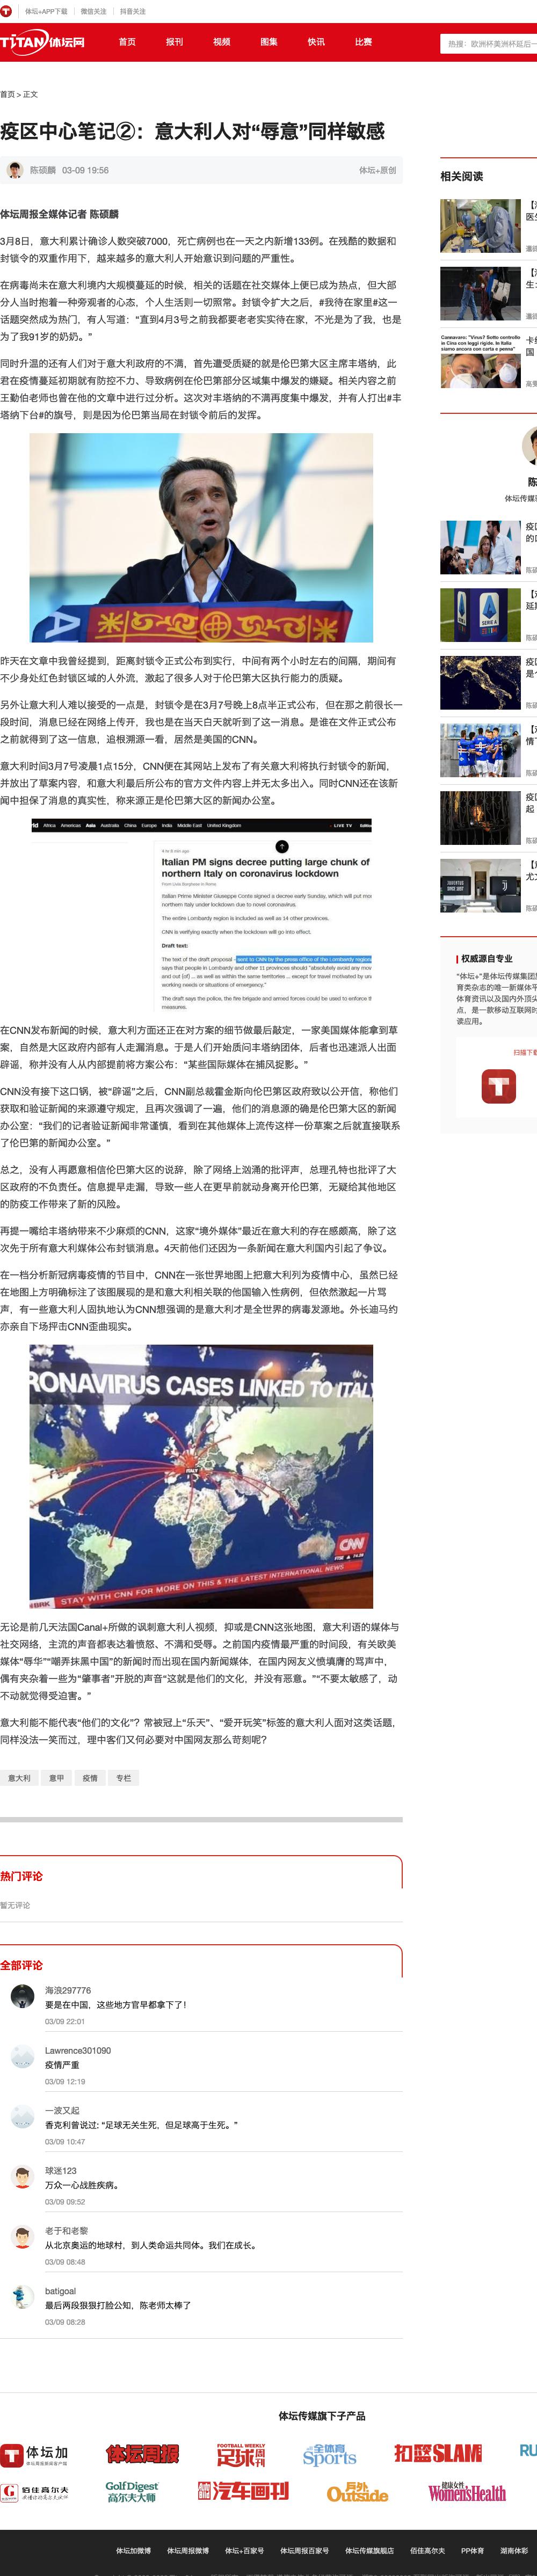 体坛+APP下载 微信关注 抖音关注
TiTAN体坛网 首页 报刊 视频 图集 快讯 比赛 热搜：欧洲杯美洲杯延后一
首页 > 正文
疫区中心笔记②：意大利人对“辱意”同样敏感
陈硕麟 03-09 19:56 体坛+原创
体坛周报全媒体记者 陈硕麟
3月8日，意大利累计确诊人数突破7000，死亡病例也在一天之内新增133例。在残酷的数据和
封锁令的双重作用下，越来越多的意大利人开始意识到问题的严重性。
在病毒尚未在意大利境内大规模蔓延的时候，相关的话题在社交媒体上便已成为热点，但大部
分人当时抱着一种旁观者的心态，个人生活则一切照常。封锁令扩大之后，#我待在家里#这一
话题突然成为热门，有人写道：“直到4月3号之前我都要老老实实待在家，不光是为了我，也是
为了我91岁的奶奶。”
同时升温的还有人们对于意大利政府的不满，首先遭受质疑的就是伦巴第大区主席丰塔纳，此
君在疫情蔓延初期就有防控不力、导致病例在伦巴第部分区域集中爆发的嫌疑。相关内容之前
王勤伯老师也曾在他的文章中进行过分析。这次对丰塔纳的不满再度集中爆发，并有人打出#丰
塔纳下台#的旗号，则是因为伦巴第当局在封锁令前后的发挥。
昨天在文章中我曾经提到，距离封锁令正式公布到实行，中间有两个小时左右的间隔，期间有
不少身处红色封锁区域的人外流，激起了很多人对于伦巴第大区执行能力的质疑。
另外让意大利人难以接受的一点是，封锁令是在3月7号晚上8点半正式公布，但在那之前很长一
段时间，消息已经在网络上传开，我也是在当天白天就听到了这一消息。是谁在文件正式公布
之前就得到了这一信息，追根溯源一看，居然是美国的CNN。
意大利时间3月7号凌晨1点15分，CNN便在其网站上发布了有关意大利将执行封锁令的新闻，
并放出了草案内容，和意大利最后所公布的官方文件内容上并无太多出入。同时CNN还在该新
闻中担保了消息的真实性，称来源正是伦巴第大区的新闻办公室。
rld Africa Americas Asia Australia China Europe India Middle East United Kingdom LIVE TV Edition
4 hr 8 min ago
Italian PM signs decree putting large chunk of
northern Italy on coronavirus lockdown
From Livia Borghese in Rome
Italian Prime Minister Giuseppe Conte signed a decree early Sunday, which will put mor
northern Italy under lockdown due to novel coronavirus.
The entire Lombardy region is included as well as 14 other provinces.
CNN is verifying exactly what is in effect.
Draft text:
The text of the draft proposal – sent to CNN by the press office of the Lombardy regional
says that people in Lombardy and other 11 provinces should “absolutely avoid any mov
and out (of) ... and within the territories ... except if due to un-deferrable work needs or
situations.”
The draft says the police, the fire brigade and armed forces could be used to enforce t
measures.
在CNN发布新闻的时候，意大利方面还正在对方案的细节做最后敲定，一家美国媒体能拿到草
案，自然是大区政府内部有人走漏消息。于是人们开始质问丰塔纳团体，后者也迅速派人出面
辟谣，称并没有人从内部提前将方案公布：“某些国际媒体在捕风捉影。”
CNN没有接下这口锅，被“辟谣”之后，CNN副总裁霍金斯向伦巴第区政府致以公开信，称他们
获取和验证新闻的来源遵守规定，且再次强调了一遍，他们的消息源的确是伦巴第大区的新闻
办公室：“我们的记者验证新闻非常谨慎，看到在其他媒体上流传这样一份草案之后就直接联系
了伦巴第的新闻办公室。”
总之，没有人再愿意相信伦巴第大区的说辞，除了网络上汹涌的批评声，总理孔特也批评了大
区政府的不负责任。信息提早走漏，导致一些人在更早前就动身离开伦巴第，无疑给其他地区
的防疫工作带来了新的风险。
再提一嘴给丰塔纳带来不少麻烦的CNN，这家“境外媒体”最近在意大利的存在感颇高，除了这
次先于所有意大利媒体公布封锁消息。4天前他们还因为一条新闻在意大利国内引起了争议。
在一档分析新冠病毒疫情的节目中，CNN在一张世界地图上把意大利列为疫情中心，虽然已经
在地图上方明确标注了该图展现的是和意大利相关联的他国输入性病例，但依然激起一片骂
声，有一些意大利人固执地认为CNN想强调的是意大利才是全世界的病毒发源地。外长迪马约
亦亲自下场抨击CNN歪曲现实。
RONAVIRUS CASES LINKED TO ITALY
ITALY
CNN
STAY WITH CNN FOR MORE ON THIS & THE LATEST INTERNATIONAL
无论是前几天法国Canal+所做的讽刺意大利人视频，抑或是CNN这张地图，意大利语的媒体与
社交网络，主流的声音都表达着愤怒、不满和受辱。之前国内疫情最严重的时间段，有关欧美
媒体“辱华”“嘲弄抹黑中国”的新闻时而出现在国内新闻媒体，在国内网友义愤填膺的骂声中，
偶有夹杂着一些为“肇事者”开脱的声音“这就是他们的文化，并没有恶意。”“不要太敏感了，动
不动就觉得受迫害。”
意大利能不能代表“他们的文化”？常被冠上“乐天”、“爱开玩笑”标签的意大利人面对这类话题，
同样没法一笑而过，理中客们又何必要对中国网友那么苛刻呢？
意大利 意甲 疫情 专栏
热门评论
暂无评论
全部评论
海浪297776
要是在中国，这些地方官早都拿下了！
03/09 22:01
Lawrence301090
疫情严重
03/09 12:19
一波又起
香克利曾说过: “足球无关生死，但足球高于生死。”
03/09 10:47
球迷123
万众一心战胜疾病。
03/09 09:52
老于和老黎
从北京奥运的地球村，到人类命运共同体。我们在成长。
03/09 08:48
batigoal
最后两段狠狠打脸公知，陈老师太棒了
03/09 08:28
相关阅读
医生
Cannavaro: "Virus? Sotto controllo
in Cina con leggi rigide. In Italia
siamo ancora con carta e penna"
国
体坛传媒
疫区
的
延
疫区
是
情
疫区
起
尤
权威源自专业
“体坛+”是体坛传媒集团
育类杂志的唯一新媒体平
体育资讯以及国内外顶尖
点，是一款移动互联网时
读应用。
扫描下载
体坛传媒旗下子产品
体坛加 体坛周报 FOOTBALL WEEKLY 足球周刊 全体育 Sports 扣篮SLAM RU
佰佳高尔夫 Golf Digest 高尔夫大师 汽车画刊 户外 Outside 健康女性 Women'sHealth
体坛加微博 体坛周报微博 体坛+百家号 体坛周报百家号 体坛传媒旗舰店 佰佳高尔夫 PP体育 湖南体彩